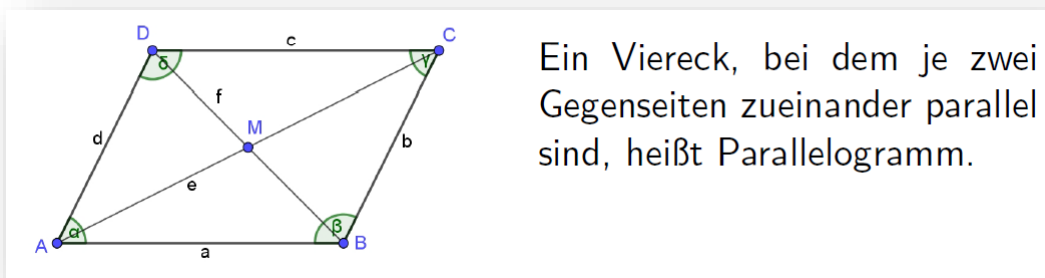 D
c
C
δ
γ
f
M
d
b
e
α
β
A
a
B
Ein Viereck, bei dem je zwei
Gegenseiten zueinander parallel
sind, heißt Parallelogramm.